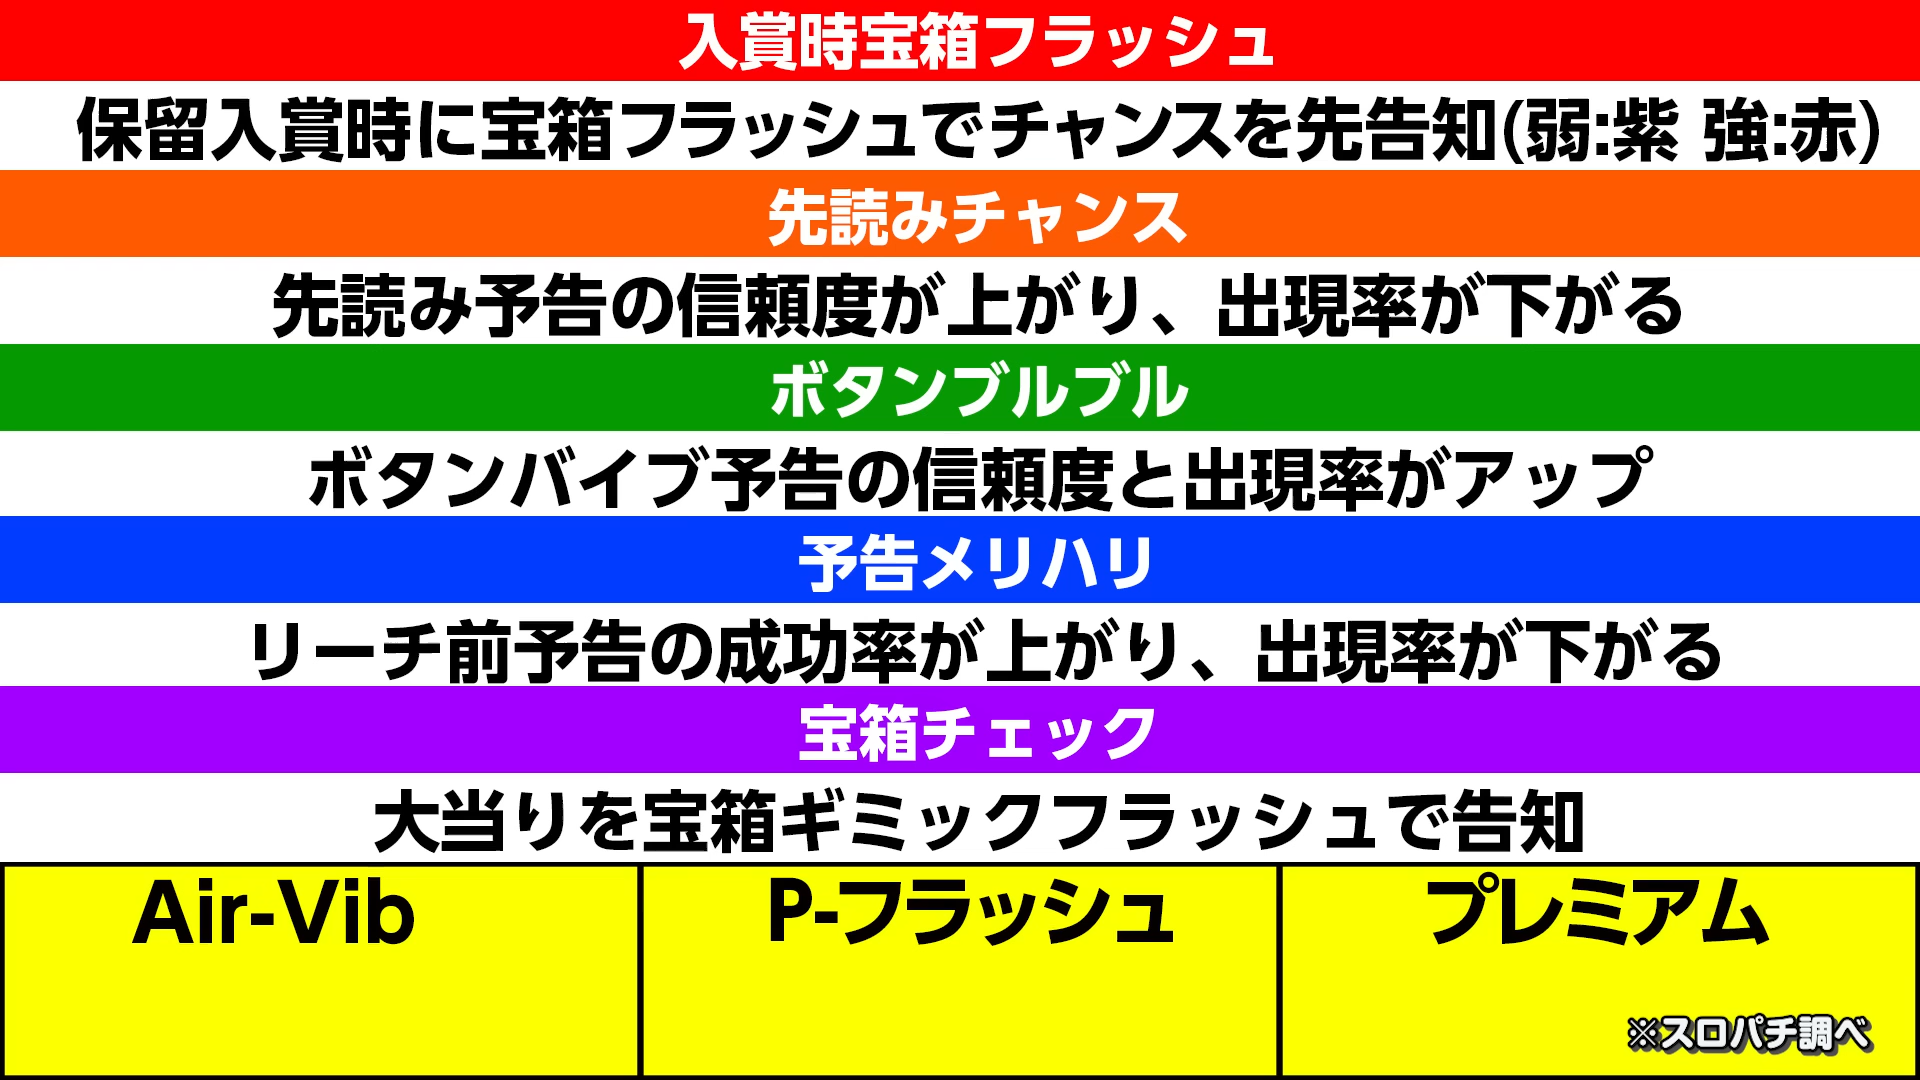 入賞時宝箱フラッシュ
保留入賞時に宝箱フラッシュでチャンスを先告知(弱:紫 強:赤)
先読みチャンス
先読み予告の信頼度が上がり、出現率が下がる
ボタンブルブル
ボタンバイブ予告の信頼度と出現率がアップ
予告メリハリ
リーチ前予告の成功率が上がり、出現率が下がる
宝箱チェック
大当りを宝箱ギミックフラッシュで告知
Air-Vib
P-フラッシュ
プレミアム
※スロパチ調べ